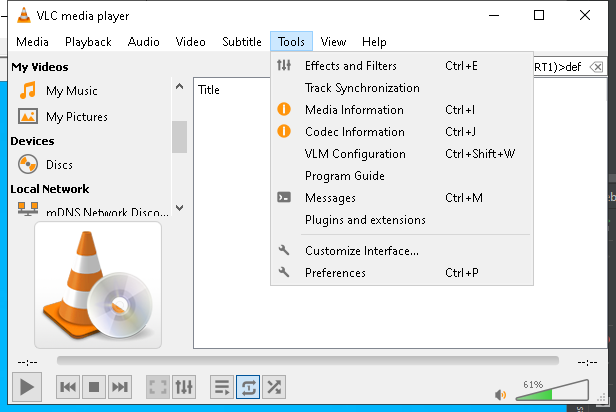 VLC media player
Media Playback Audio Video Subtitle Tools View Help
My Videos
My Music
My Pictures
Devices
Discs
Local Network
mDNS Network Disco...
Title
RT1)>def
Effects and Filters Ctrl+E
Track Synchronization
Media Information Ctrl+I
Codec Information Ctrl+J
VLM Configuration Ctrl+Shift+W
Program Guide
Messages Ctrl+M
Plugins and extensions
Customize Interface...
Preferences Ctrl+P
--:-- --:--
61%